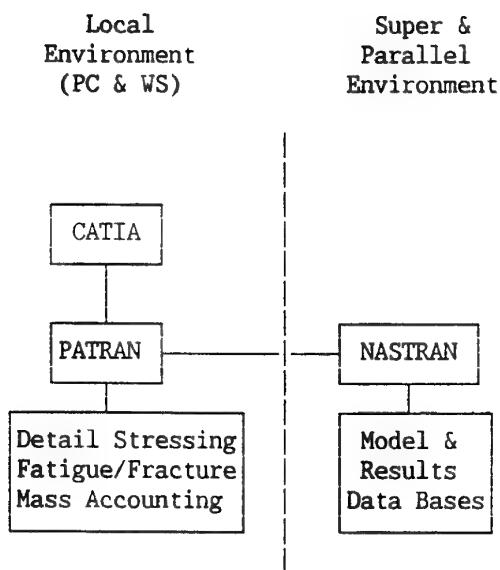 Local
Environment
(PC & WS)
Super &
Parallel
Environment
CATIA
PATRAN
NASTRAN
Detail Stressing
Fatigue/Fracture
Mass Accounting
Model &
Results
Data Bases